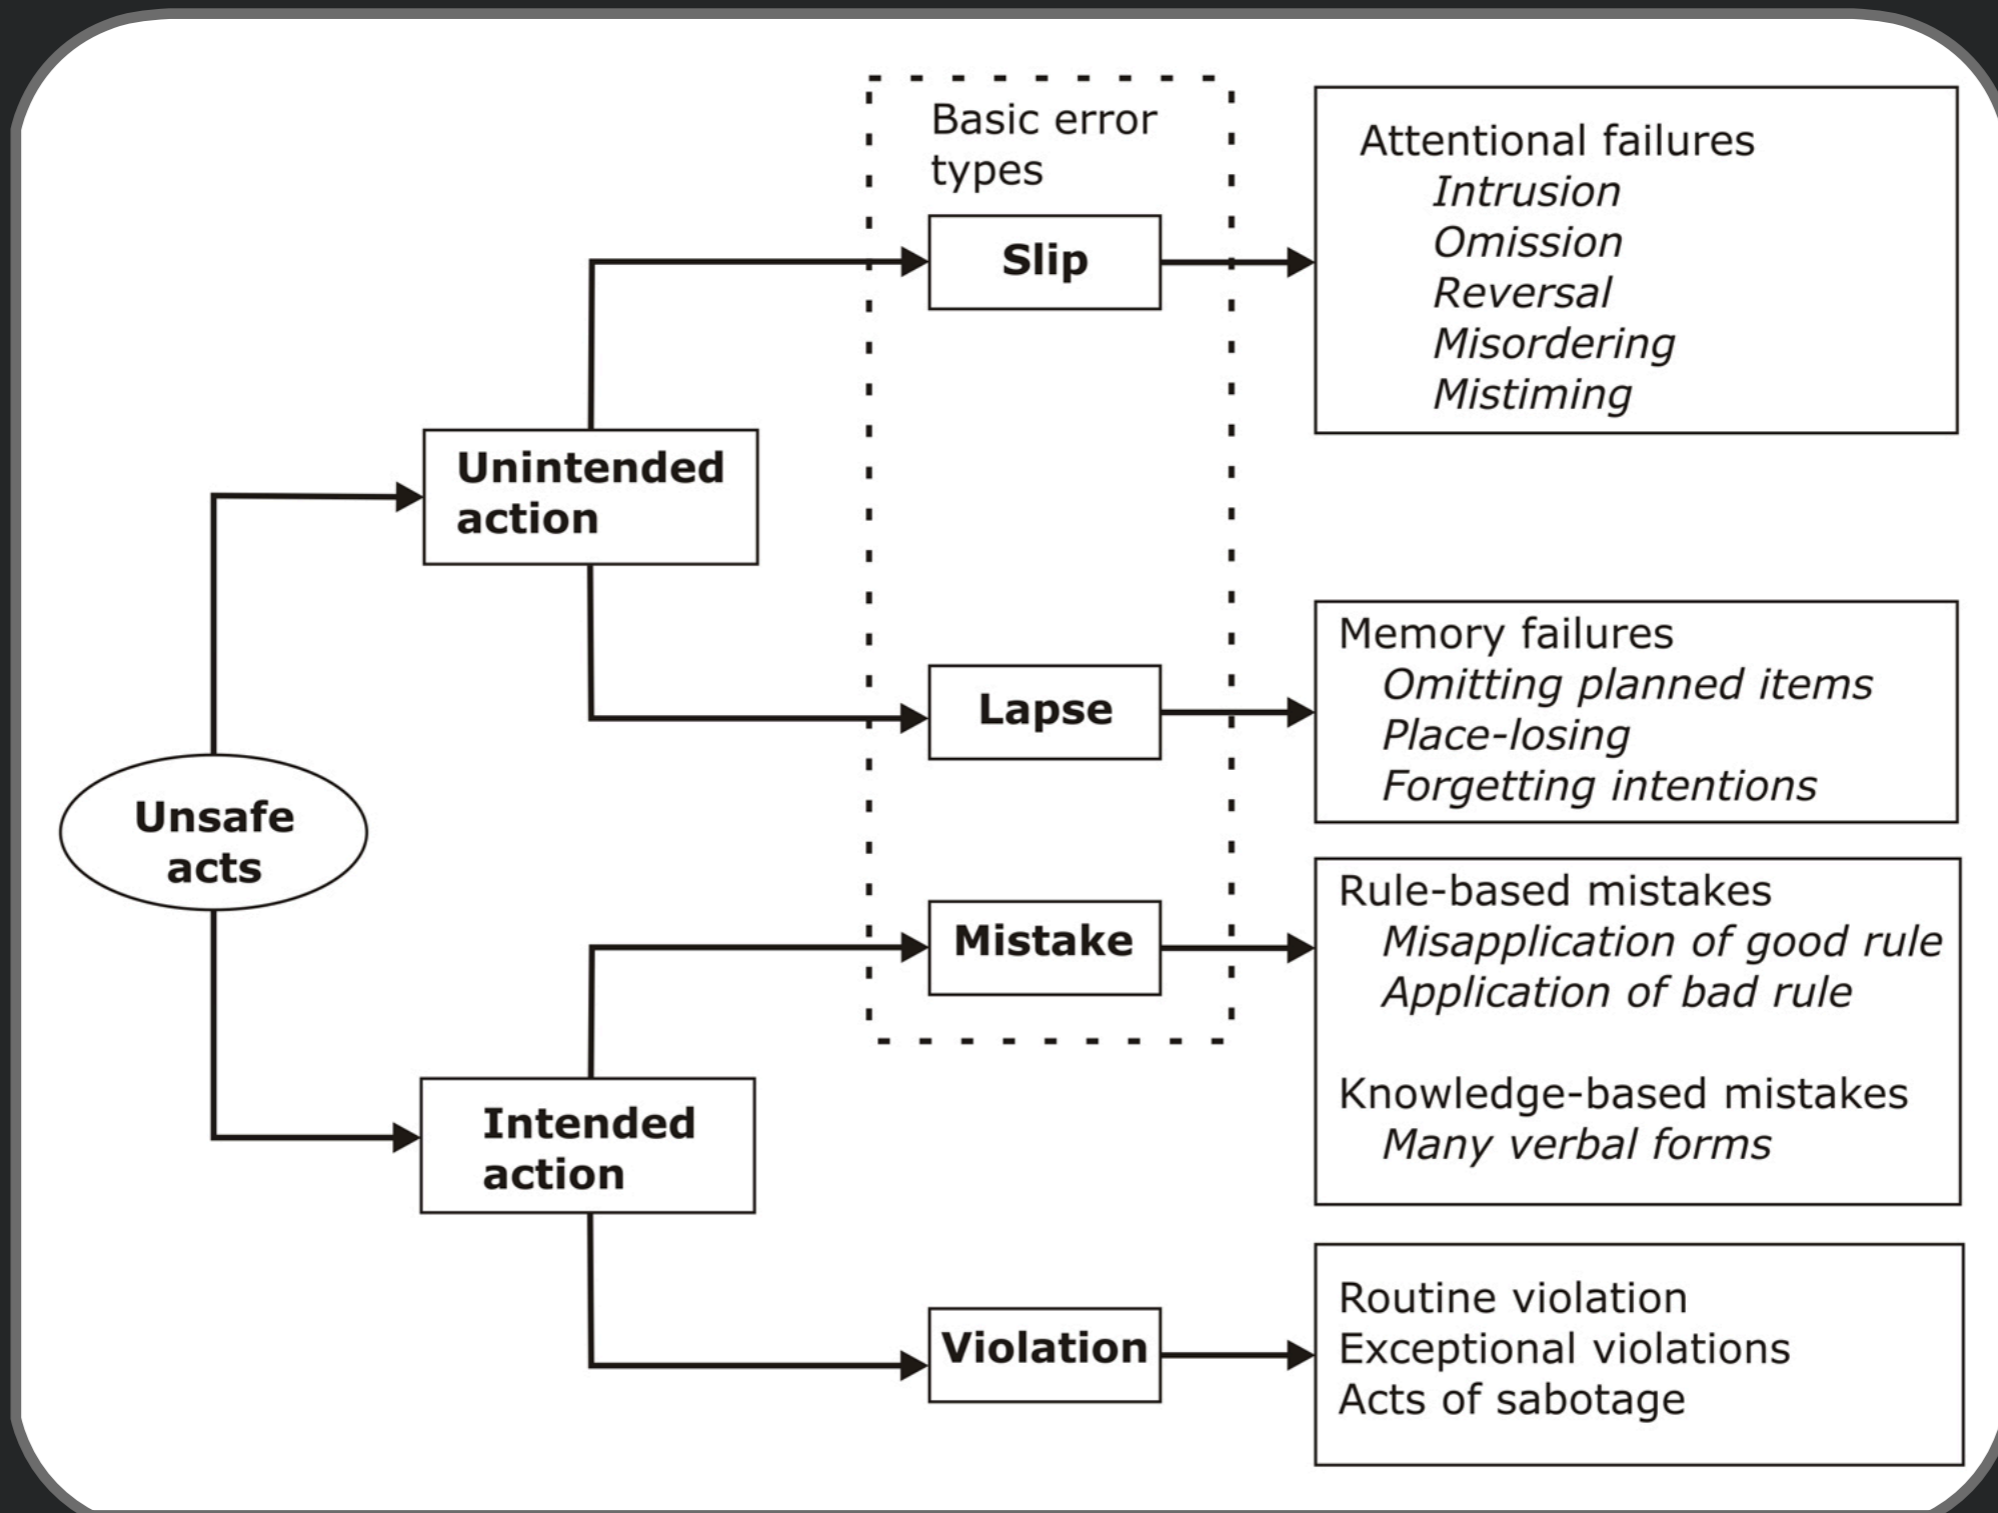 Basic error
types
Slip
Attentional failures
Intrusion
Omission
Reversal
Misordering
Mistiming
Unintended
action
Lapse
Memory failures
Omitting planned items
Place-losing
Forgetting intentions
Unsafe
acts
Mistake
Rule-based mistakes
Misapplication of good rule
Application of bad rule
Knowledge-based mistakes
Many verbal forms
Intended
action
Violation
Routine violation
Exceptional violations
Acts of sabotage